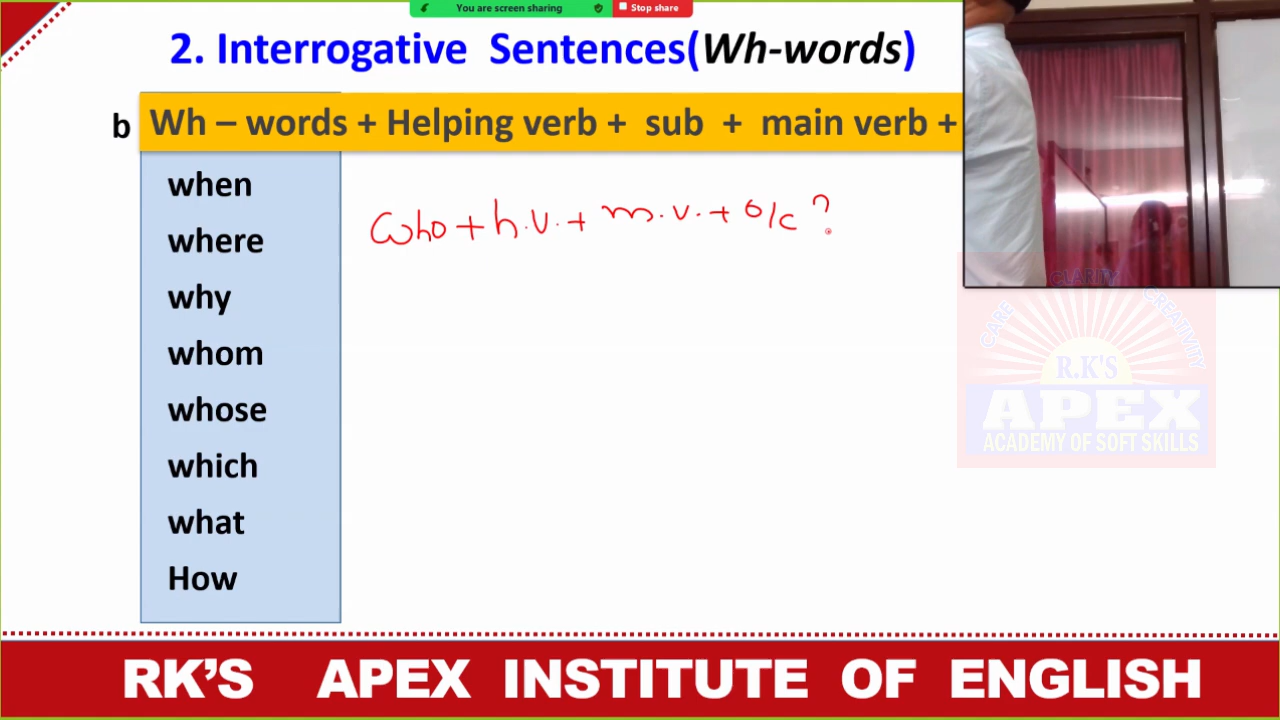 You are screen sharing
Stop share
2. Interrogative Sentences(Wh-words)
b
Wh – words + Helping verb + sub + main verb +
when
where
why
whom
whose
which
what
How
Who + h.v. + m.v. + o/c ?
CARE
CLARITY
CREATIVITY
R.K'S
APEX
ACADEMY OF SOFT SKILLS
RK’S APEX INSTITUTE OF ENGLISH